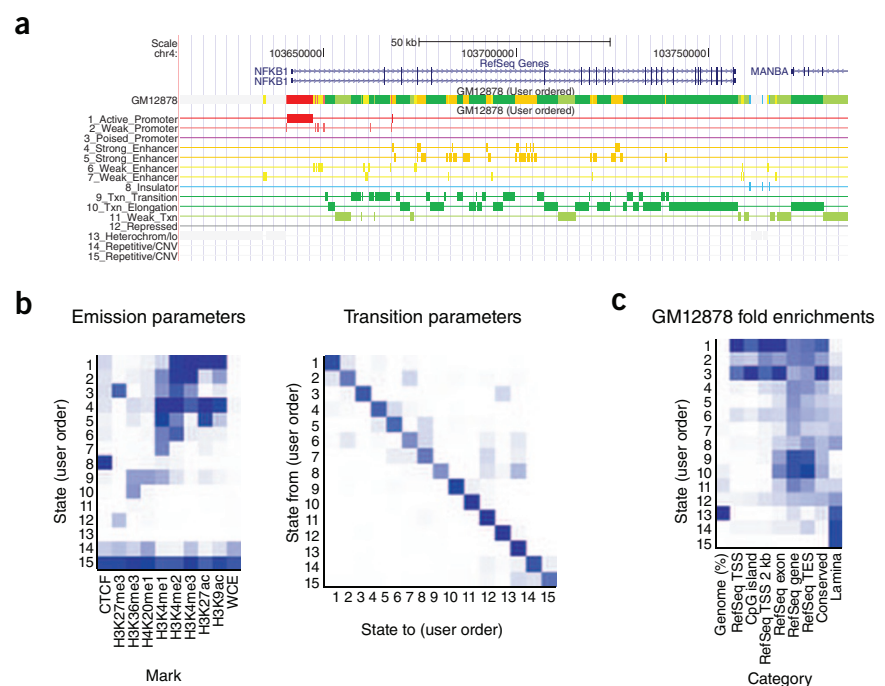 a
Scale
chr4:
50 kb
103650000
103700000
103750000
RefSeq Genes
NFKB1
NFKB1
MANBA
GM12878 (User ordered)
GM12878
GM12878 (User ordered)
1_Active_Promoter
2_Weak_Promoter
3_Poised_Promoter
4_Strong_Enhancer
5_Strong_Enhancer
6_Weak_Enhancer
7_Weak_Enhancer
8_Insulator
9_Txn_Transition
10_Txn_Elongation
11_Weak_Txn
12_Repressed
13_Heterochrom/lo
14_Repetitive/CNV
15_Repetitive/CNV
b
Emission parameters
State (user order)
1
2
3
4
5
6
7
8
9
10
11
12
13
14
15
CTCF
H3K27me3
H3K36me3
H4K20me1
H3K4me1
H3K4me2
H3K4me3
H3K27ac
H3K9ac
WCE
Mark
Transition parameters
State from (user order)
1
2
3
4
5
6
7
8
9
10
11
12
13
14
15
1 2 3 4 5 6 7 8 9 10 11 12 13 14 15
State to (user order)
c
GM12878 fold enrichments
State (user order)
1
2
3
4
5
6
7
8
9
10
11
12
13
14
15
Genome (%)
RefSeq TSS
CpG island
RefSeq TSS 2 kb
RefSeq exon
RefSeq gene
RefSeq TES
Conserved
Lamina
Category